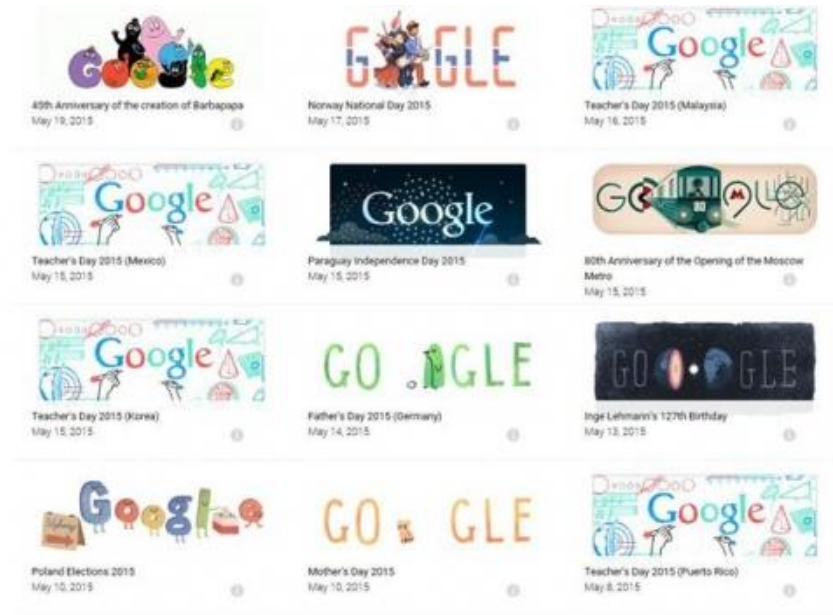 Google
45th Anniversary of the creation of Barbapapa
May 19, 2015
GOOGLE
Norway National Day 2015
May 17, 2015
Google
Teacher's Day 2015 (Malaysia)
May 16, 2015
Google
Teacher's Day 2015 (Mexico)
May 15, 2015
Google
Paraguay Independence Day 2015
May 15, 2015
80
M
80th Anniversary of the Opening of the Moscow
Metro
May 15, 2015
Google
Teacher's Day 2015 (Korea)
May 15, 2015
GO GLE
Father's Day 2015 (Germany)
May 14, 2015
GO GLE
Inge Lehmann's 127th Birthday
May 13, 2015
Google
Poland Elections 2015
May 10, 2015
GO GLE
Mother's Day 2015
May 10, 2015
Google
Teacher's Day 2015 (Puerto Rico)
May 8, 2015